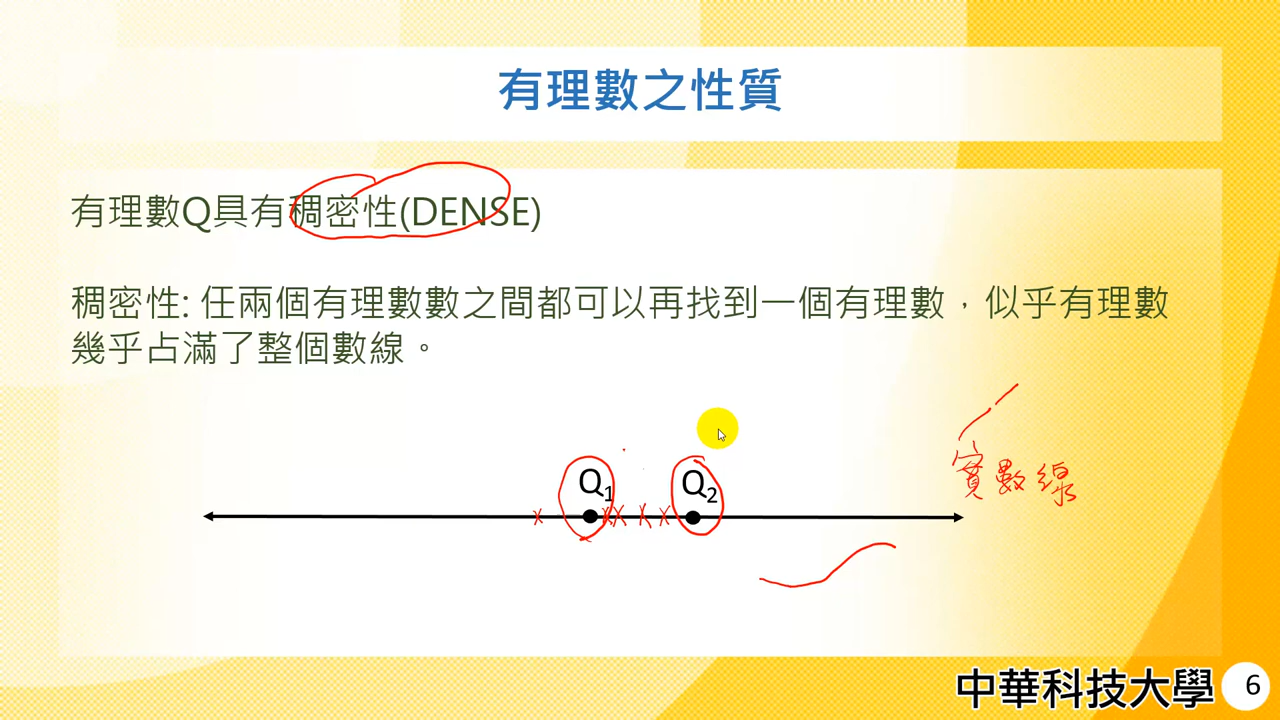 有理數之性質
有理數Q具有稠密性(DENSE)
稠密性: 任兩個有理數數之間都可以再找到一個有理數，似乎有理數
幾乎占滿了整個數線。
Q1 Q2
實數線
中華科技大學 6